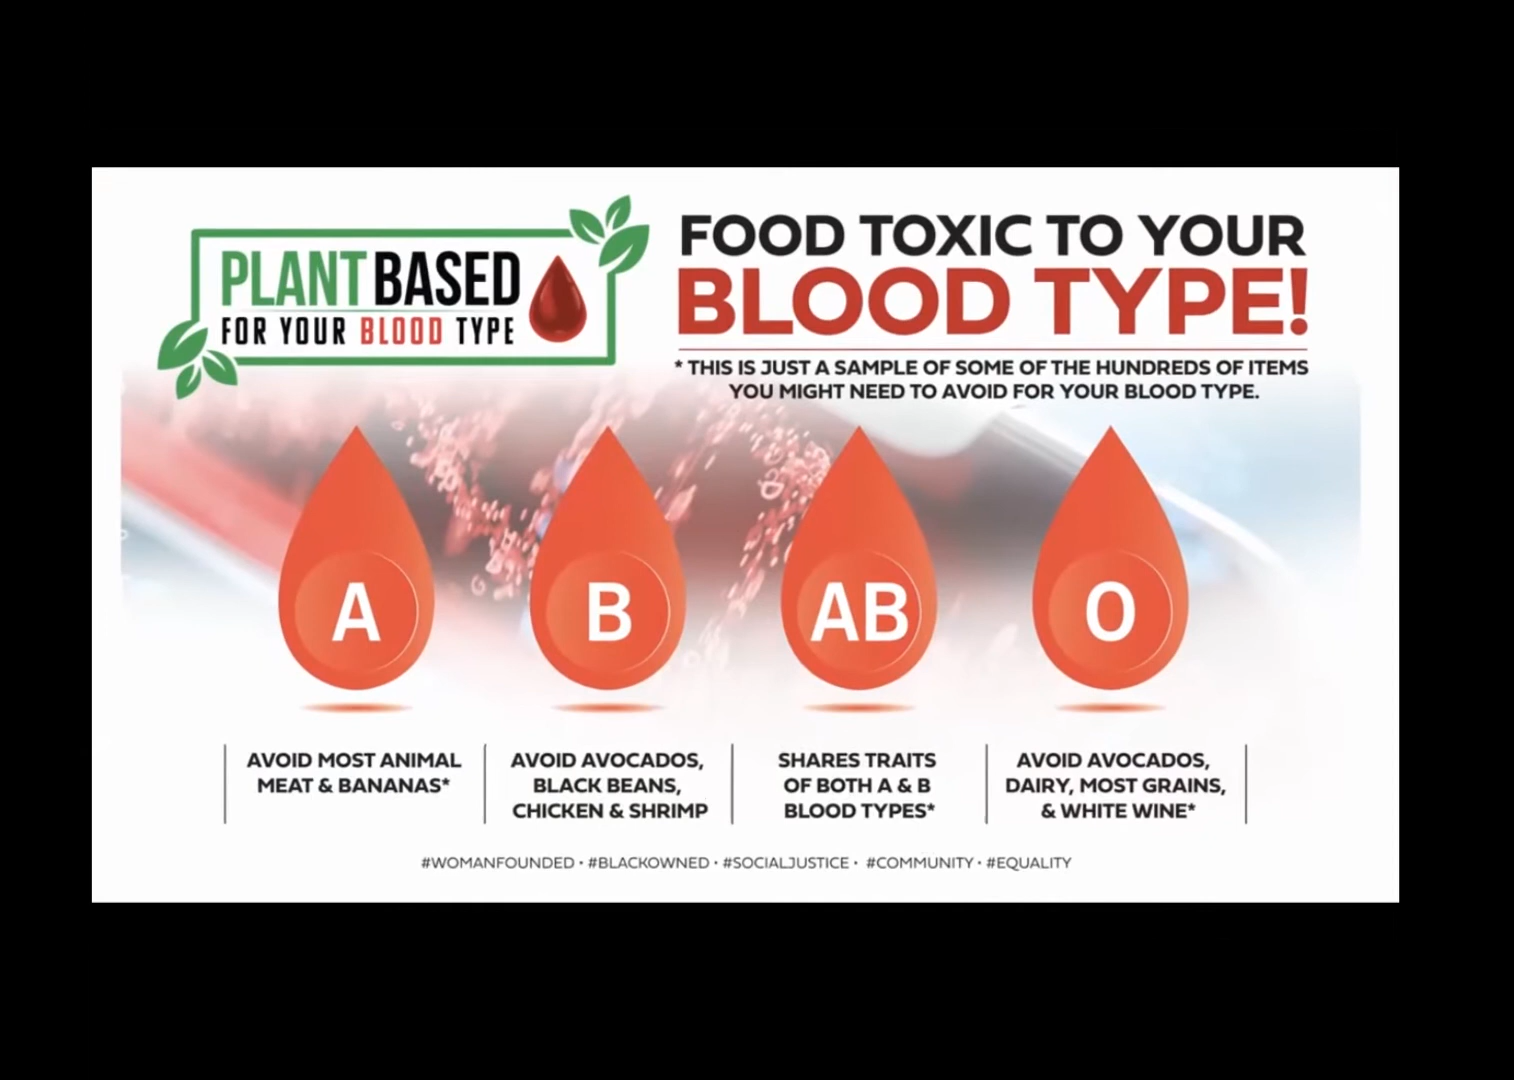 PLANT BASED
FOR YOUR BLOOD TYPE
FOOD TOXIC TO YOUR
BLOOD TYPE!
* THIS IS JUST A SAMPLE OF SOME OF THE HUNDREDS OF ITEMS
YOU MIGHT NEED TO AVOID FOR YOUR BLOOD TYPE.
A
B
AB
O
AVOID MOST ANIMAL
MEAT & BANANAS*
AVOID AVOCADOS,
BLACK BEANS,
CHICKEN & SHRIMP
SHARES TRAITS
OF BOTH A & B
BLOOD TYPES*
AVOID AVOCADOS,
DAIRY, MOST GRAINS,
& WHITE WINE*
#WOMANFOUNDED • #BLACKOWNED • #SOCIALJUSTICE • #COMMUNITY • #EQUALITY